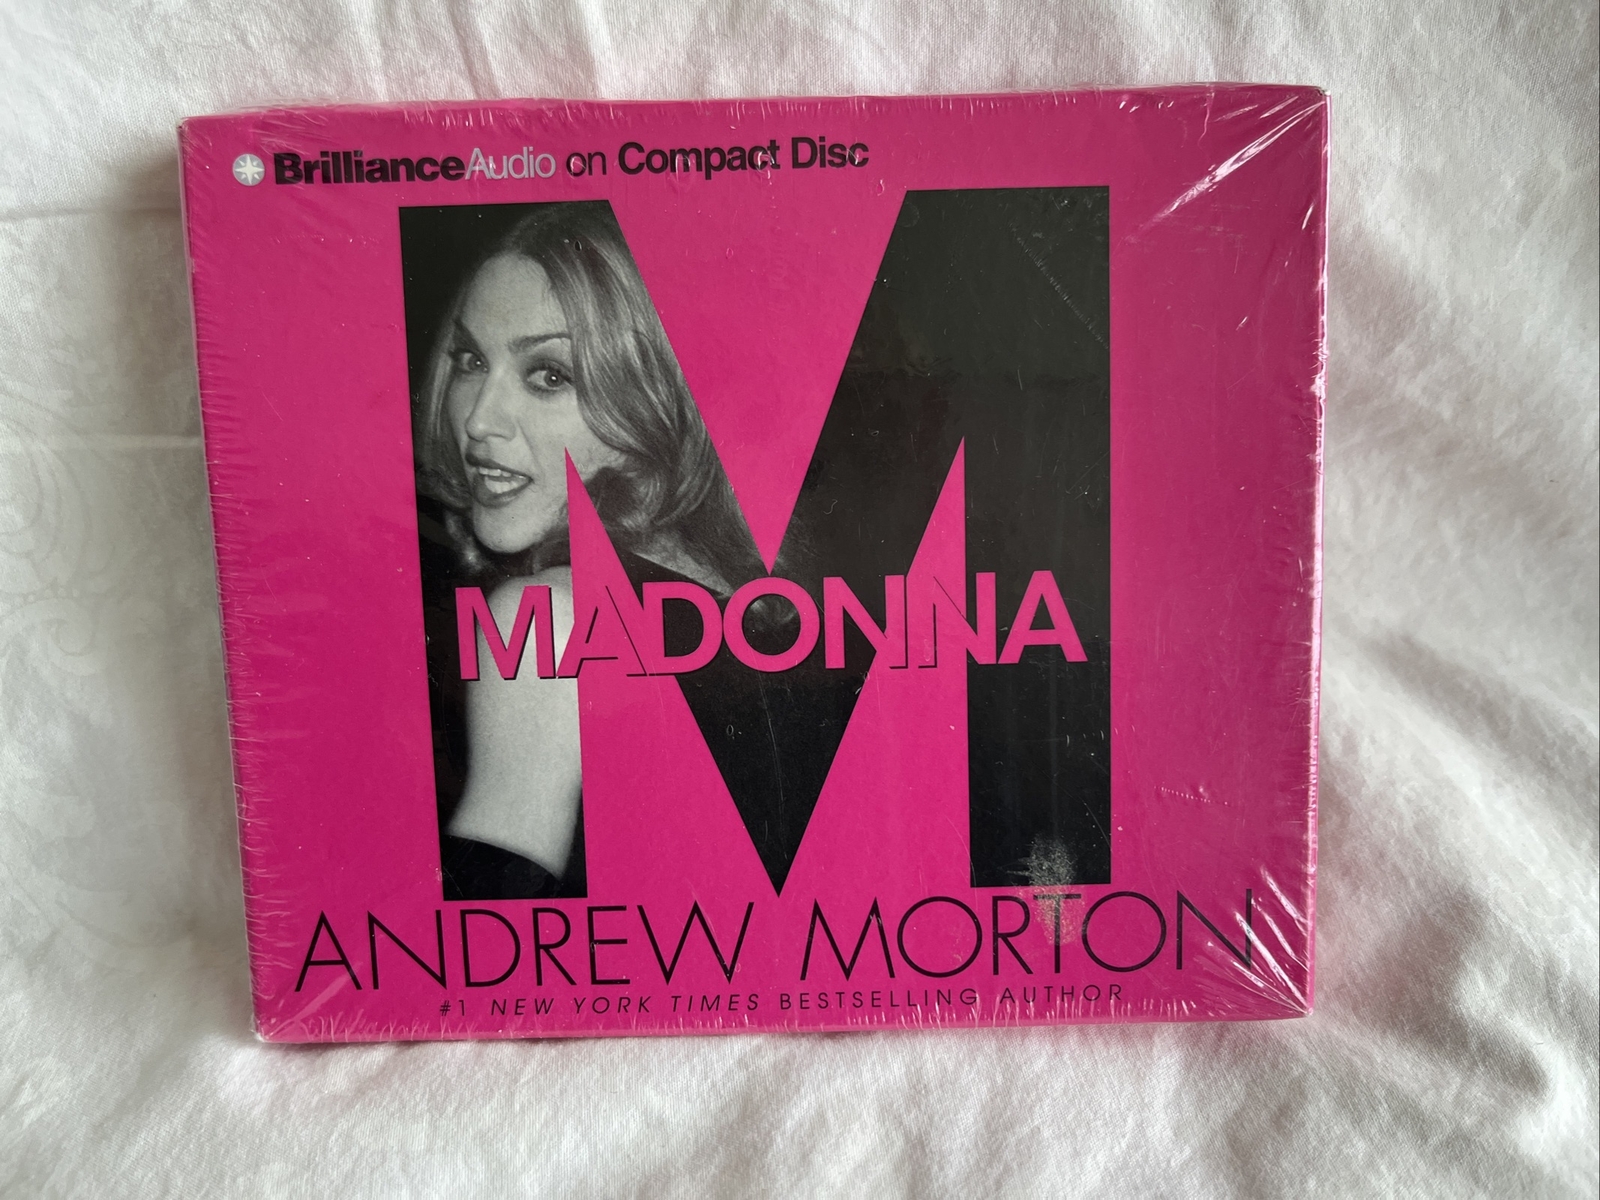 BrillianceAudio on Compact Disc
MADONNA
ANDREW MORTON
#1 NEW YORK TIMES BESTSELLING AUTHOR